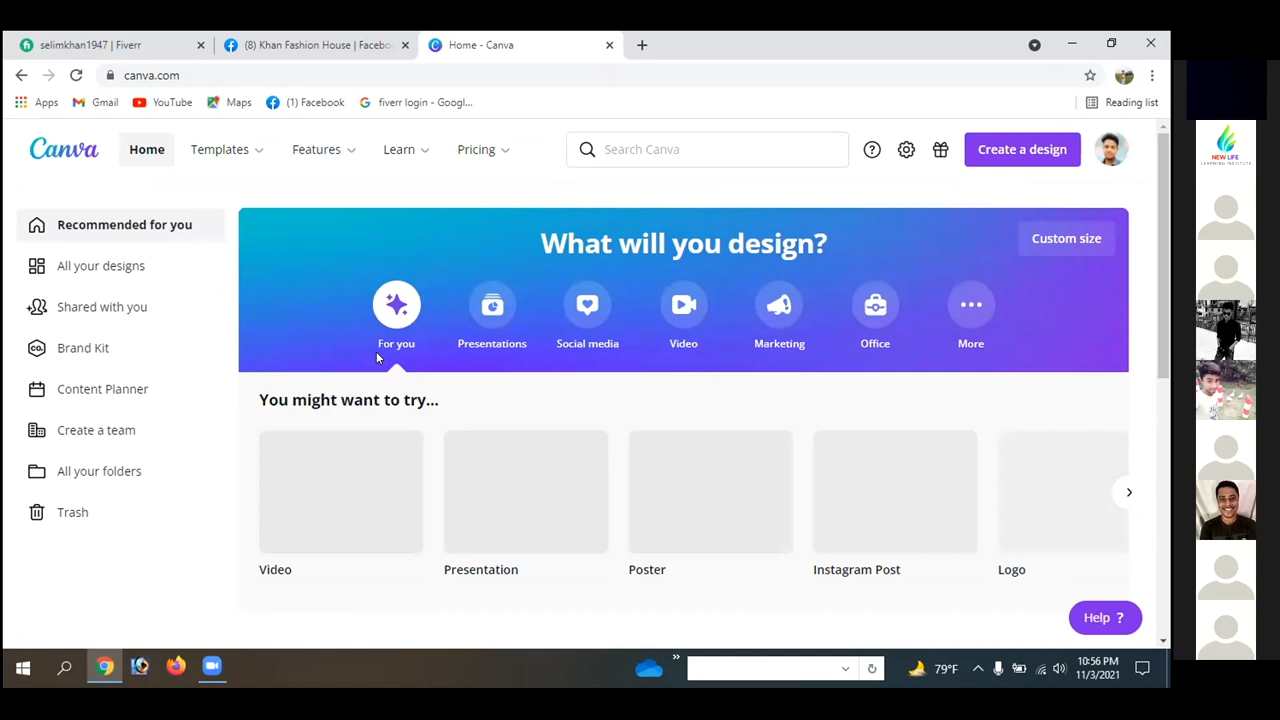 selimkhan1947 | Fiverr
(8) Khan Fashion House | Facebo
Home - Canva
canva.com
Apps
Gmail
YouTube
Maps
(1) Facebook
fiverr login - Googl...
Reading list
Canva
Home
Templates
Features
Learn
Pricing
Search Canva
Create a design
NEW LIFE
LEARNING INSTITUTE
Recommended for you
All your designs
Shared with you
Brand Kit
Content Planner
Create a team
All your folders
Trash
What will you design?
Custom size
For you
Presentations
Social media
Video
Marketing
Office
More
You might want to try...
Video
Presentation
Poster
Instagram Post
Logo
Help ?
79°F
10:56 PM
11/3/2021